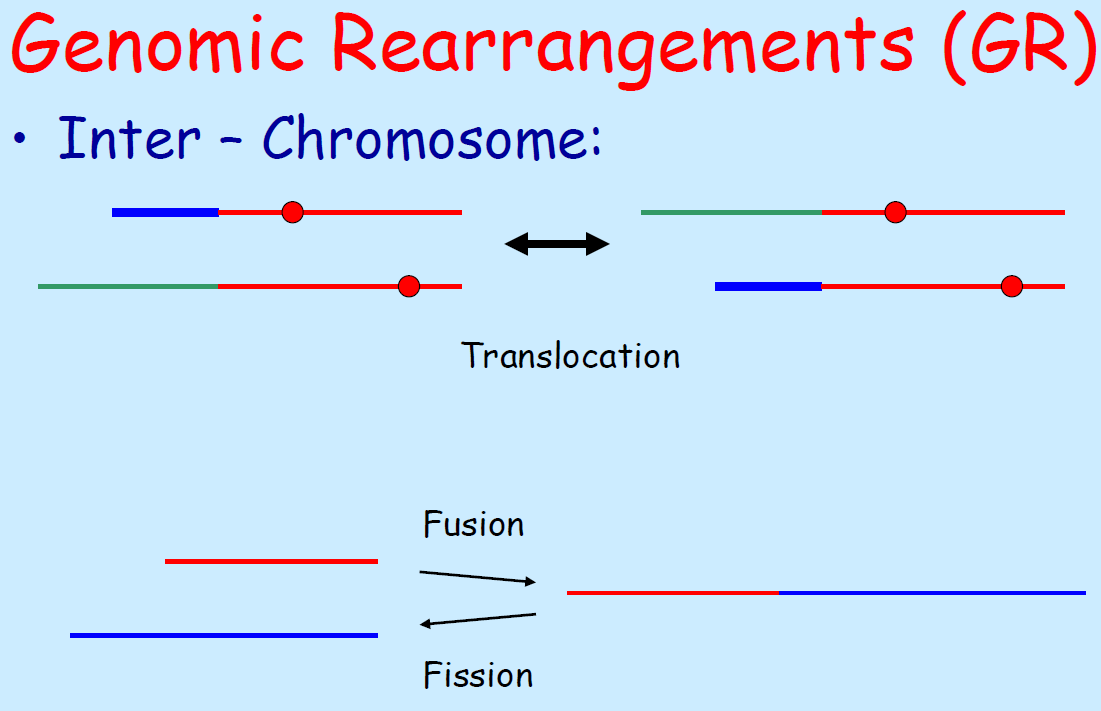 Genomic Rearrangements (GR)
• Inter – Chromosome:
Translocation
Fusion
Fission